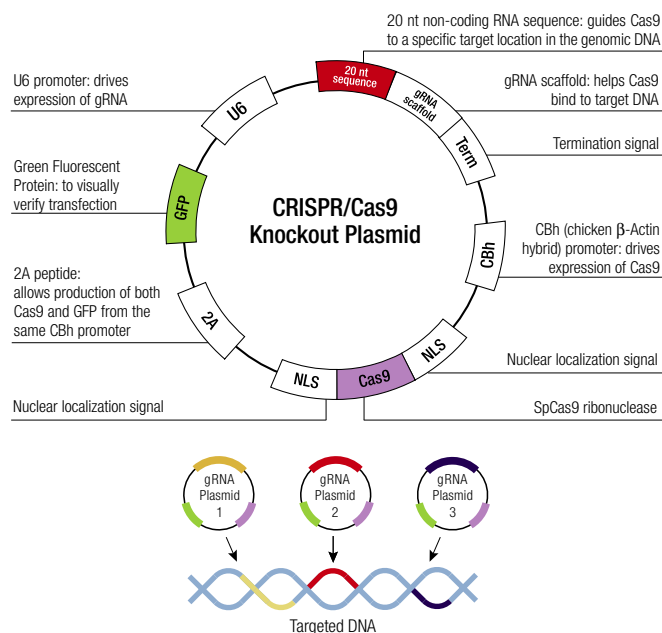 20 nt non-coding RNA sequence: guides Cas9
to a specific target location in the genomic DNA
U6 promoter: drives
expression of gRNA
U6
20 nt
sequence
gRNA
scaffold
Term
gRNA scaffold: helps Cas9
bind to target DNA
Termination signal
Green Fluorescent
Protein: to visually
verify transfection
GFP
CRISPR/Cas9
Knockout Plasmid
CBh
CBh (chicken β-Actin
hybrid) promoter: drives
expression of Cas9
2A peptide:
allows production of both
Cas9 and GFP from the
same CBh promoter
2A
NLS
Cas9
NLS
Nuclear localization signal
Nuclear localization signal
SpCas9 ribonuclease
gRNA
Plasmid
1
gRNA
Plasmid
2
gRNA
Plasmid
3
Targeted DNA